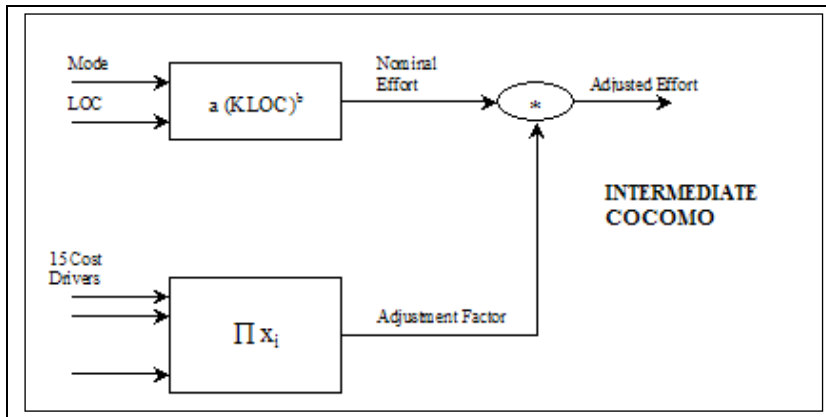 Mode
LOC
a (KLOC)ᵇ
Nominal
Effort
*
Adjusted Effort
INTERMEDIATE
COCOMO
15 Cost
Drivers
∏ xᵢ
Adjustment Factor